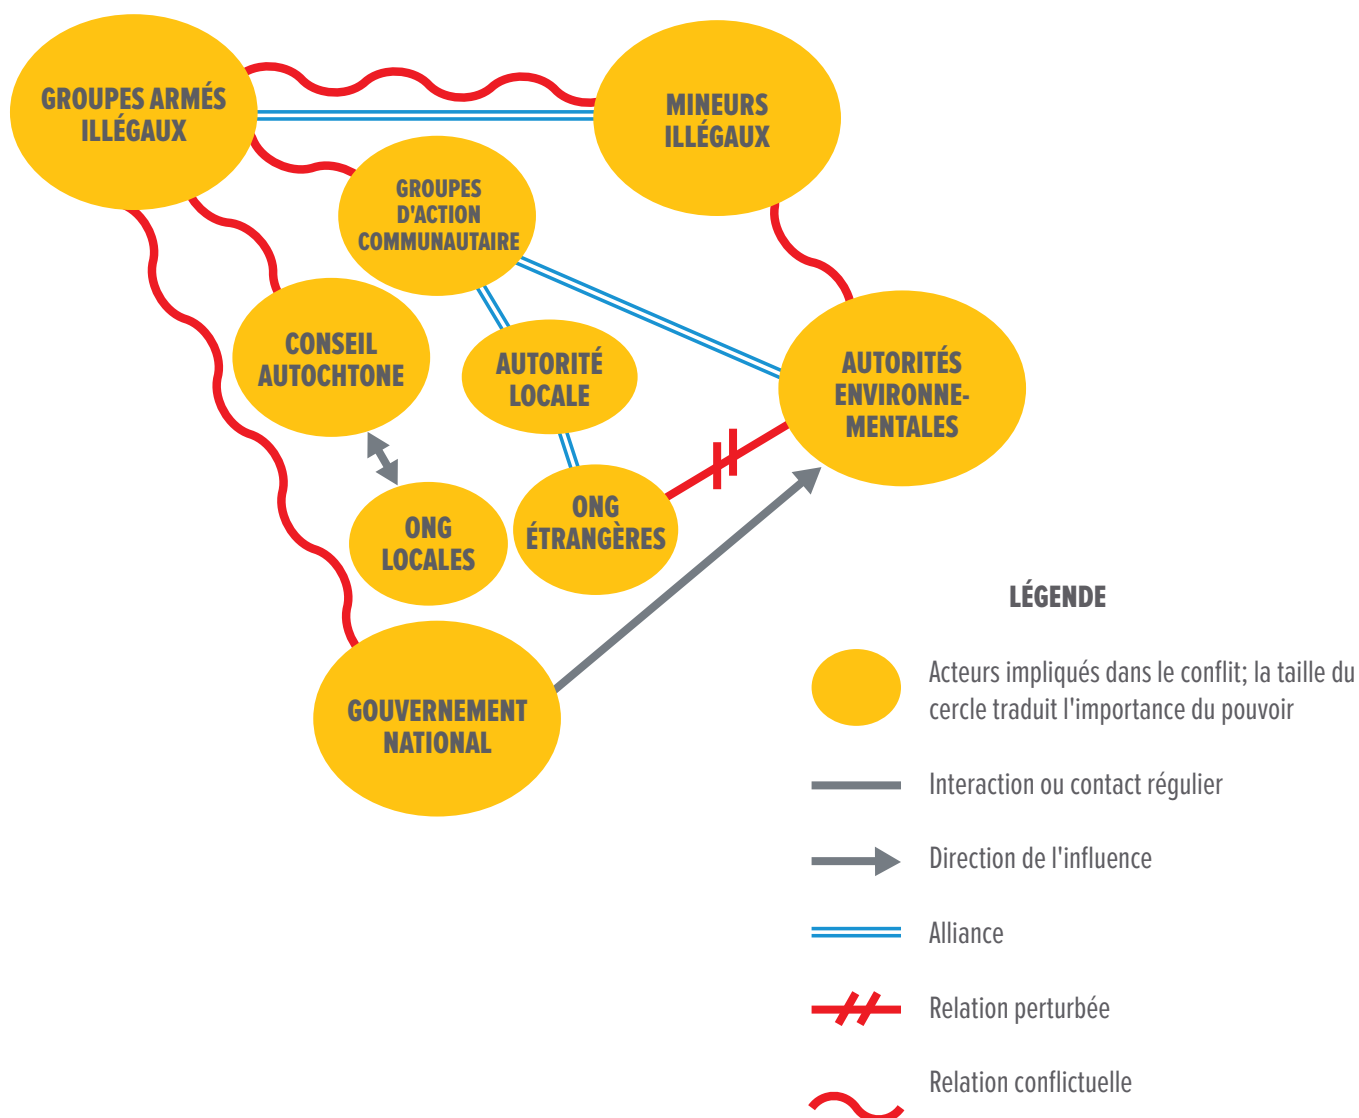 GROUPES ARMÉS
ILLÉGAUX
MINEURS
ILLÉGAUX
GROUPES
D'ACTION
COMMUNAUTAIRE
CONSEIL
AUTOCHTONE
AUTORITÉ
LOCALE
AUTORITÉS
ENVIRONNE-
MENTALES
ONG
LOCALES
ONG
ÉTRANGÈRES
GOUVERNEMENT
NATIONAL
LÉGENDE
Acteurs impliqués dans le conflit; la taille du
cercle traduit l'importance du pouvoir
Interaction ou contact régulier
Direction de l'influence
Alliance
Relation perturbée
Relation conflictuelle